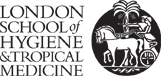 LONDON
SCHOOL of
HYGIENE
& TROPICAL
MEDICINE